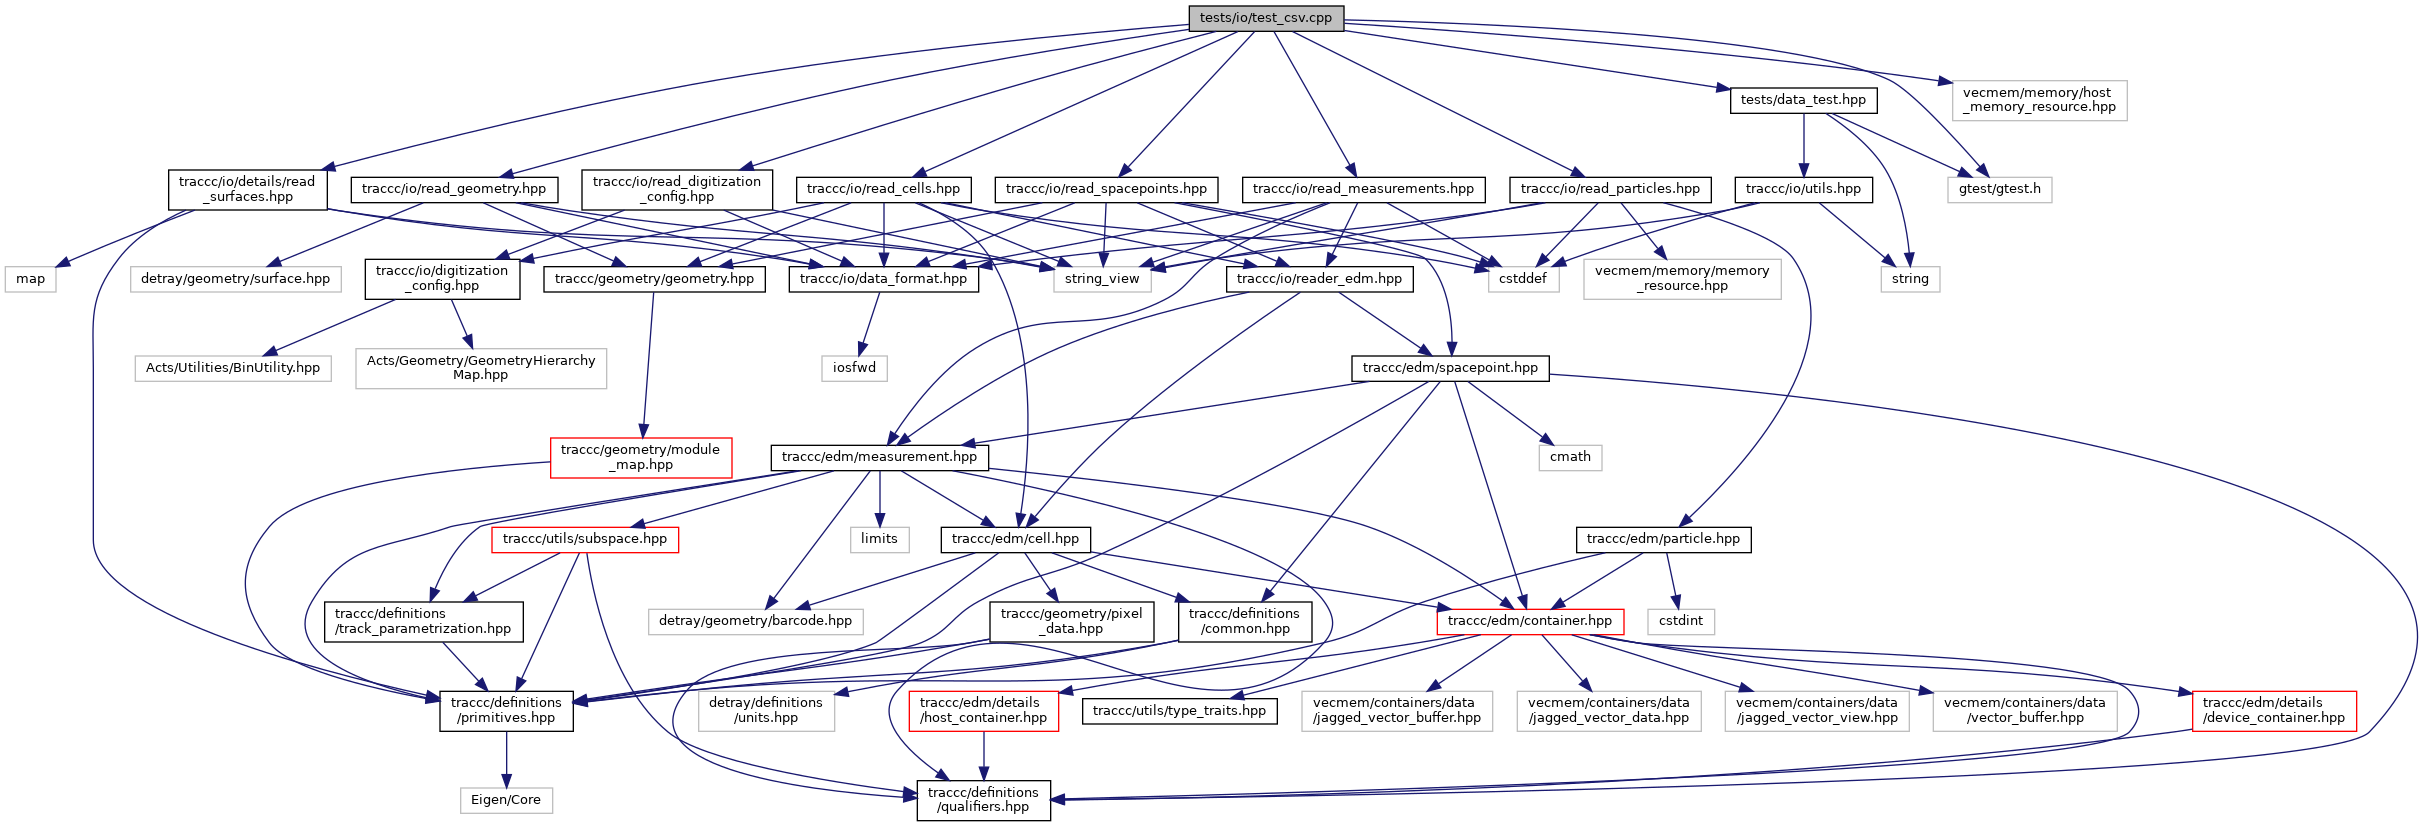 tests/io/test_csv.cpp
vecmem/memory/host
_memory_resource.hpp
tests/data_test.hpp
traccc/io/details/read
_surfaces.hpp
traccc/io/read_geometry.hpp
traccc/io/read_digitization
_config.hpp
traccc/io/read_cells.hpp
traccc/io/read_spacepoints.hpp
traccc/io/read_measurements.hpp
traccc/io/read_particles.hpp
traccc/io/utils.hpp
gtest/gtest.h
map
detray/geometry/surface.hpp
traccc/io/digitization
_config.hpp
traccc/geometry/geometry.hpp
traccc/io/data_format.hpp
string_view
traccc/io/reader_edm.hpp
cstddef
vecmem/memory/memory
_resource.hpp
string
Acts/Utilities/BinUtility.hpp
Acts/Geometry/GeometryHierarchy
Map.hpp
iosfwd
traccc/edm/spacepoint.hpp
traccc/geometry/module
_map.hpp
traccc/edm/measurement.hpp
cmath
traccc/utils/subspace.hpp
limits
traccc/edm/cell.hpp
traccc/edm/particle.hpp
traccc/definitions
/track_parametrization.hpp
detray/geometry/barcode.hpp
traccc/geometry/pixel
_data.hpp
traccc/definitions
/common.hpp
traccc/edm/container.hpp
cstdint
traccc/definitions
/primitives.hpp
detray/definitions
/units.hpp
traccc/edm/details
/host_container.hpp
traccc/utils/type_traits.hpp
vecmem/containers/data
/jagged_vector_buffer.hpp
vecmem/containers/data
/jagged_vector_data.hpp
vecmem/containers/data
/jagged_vector_view.hpp
vecmem/containers/data
/vector_buffer.hpp
traccc/edm/details
/device_container.hpp
Eigen/Core
traccc/definitions
/qualifiers.hpp